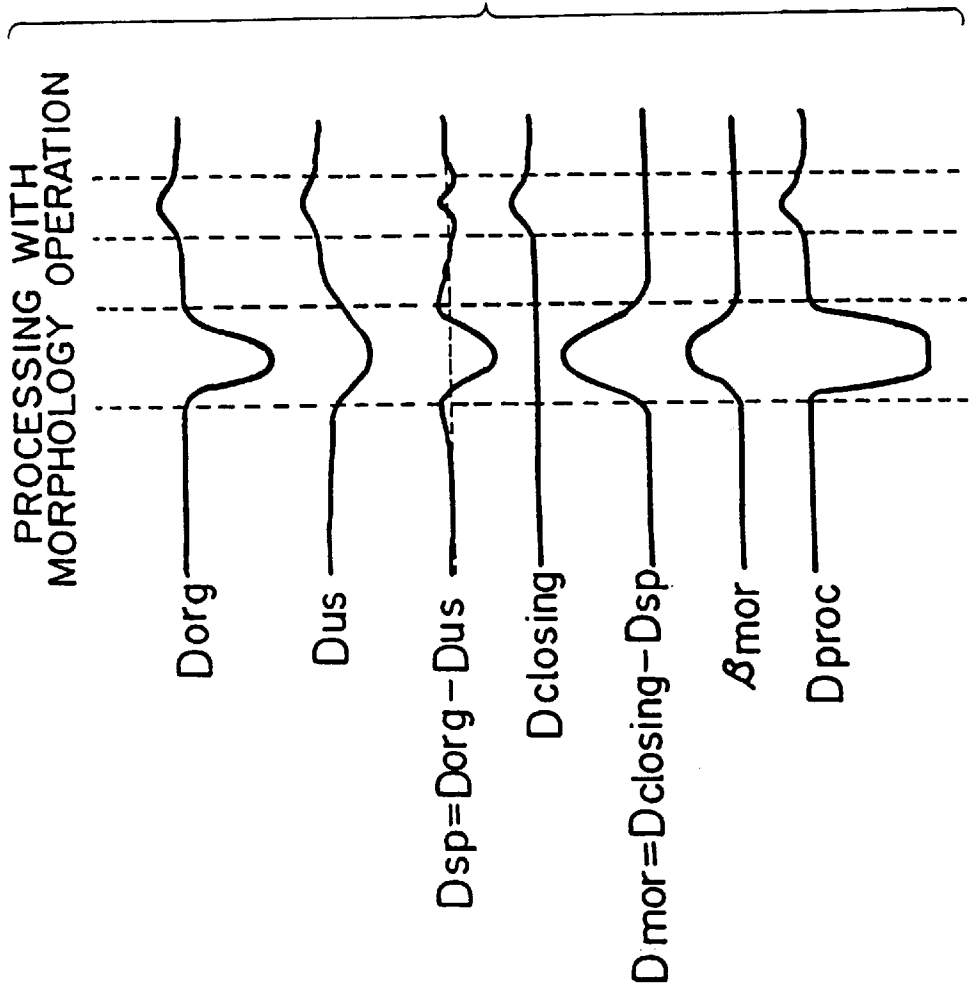 PROCESSING WITH
MORPHOLOGY OPERATION
Dorg
Dus
Dsp=Dorg-Dus
Dclosing
Dmor=Dclosing-Dsp
βmor
Dproc